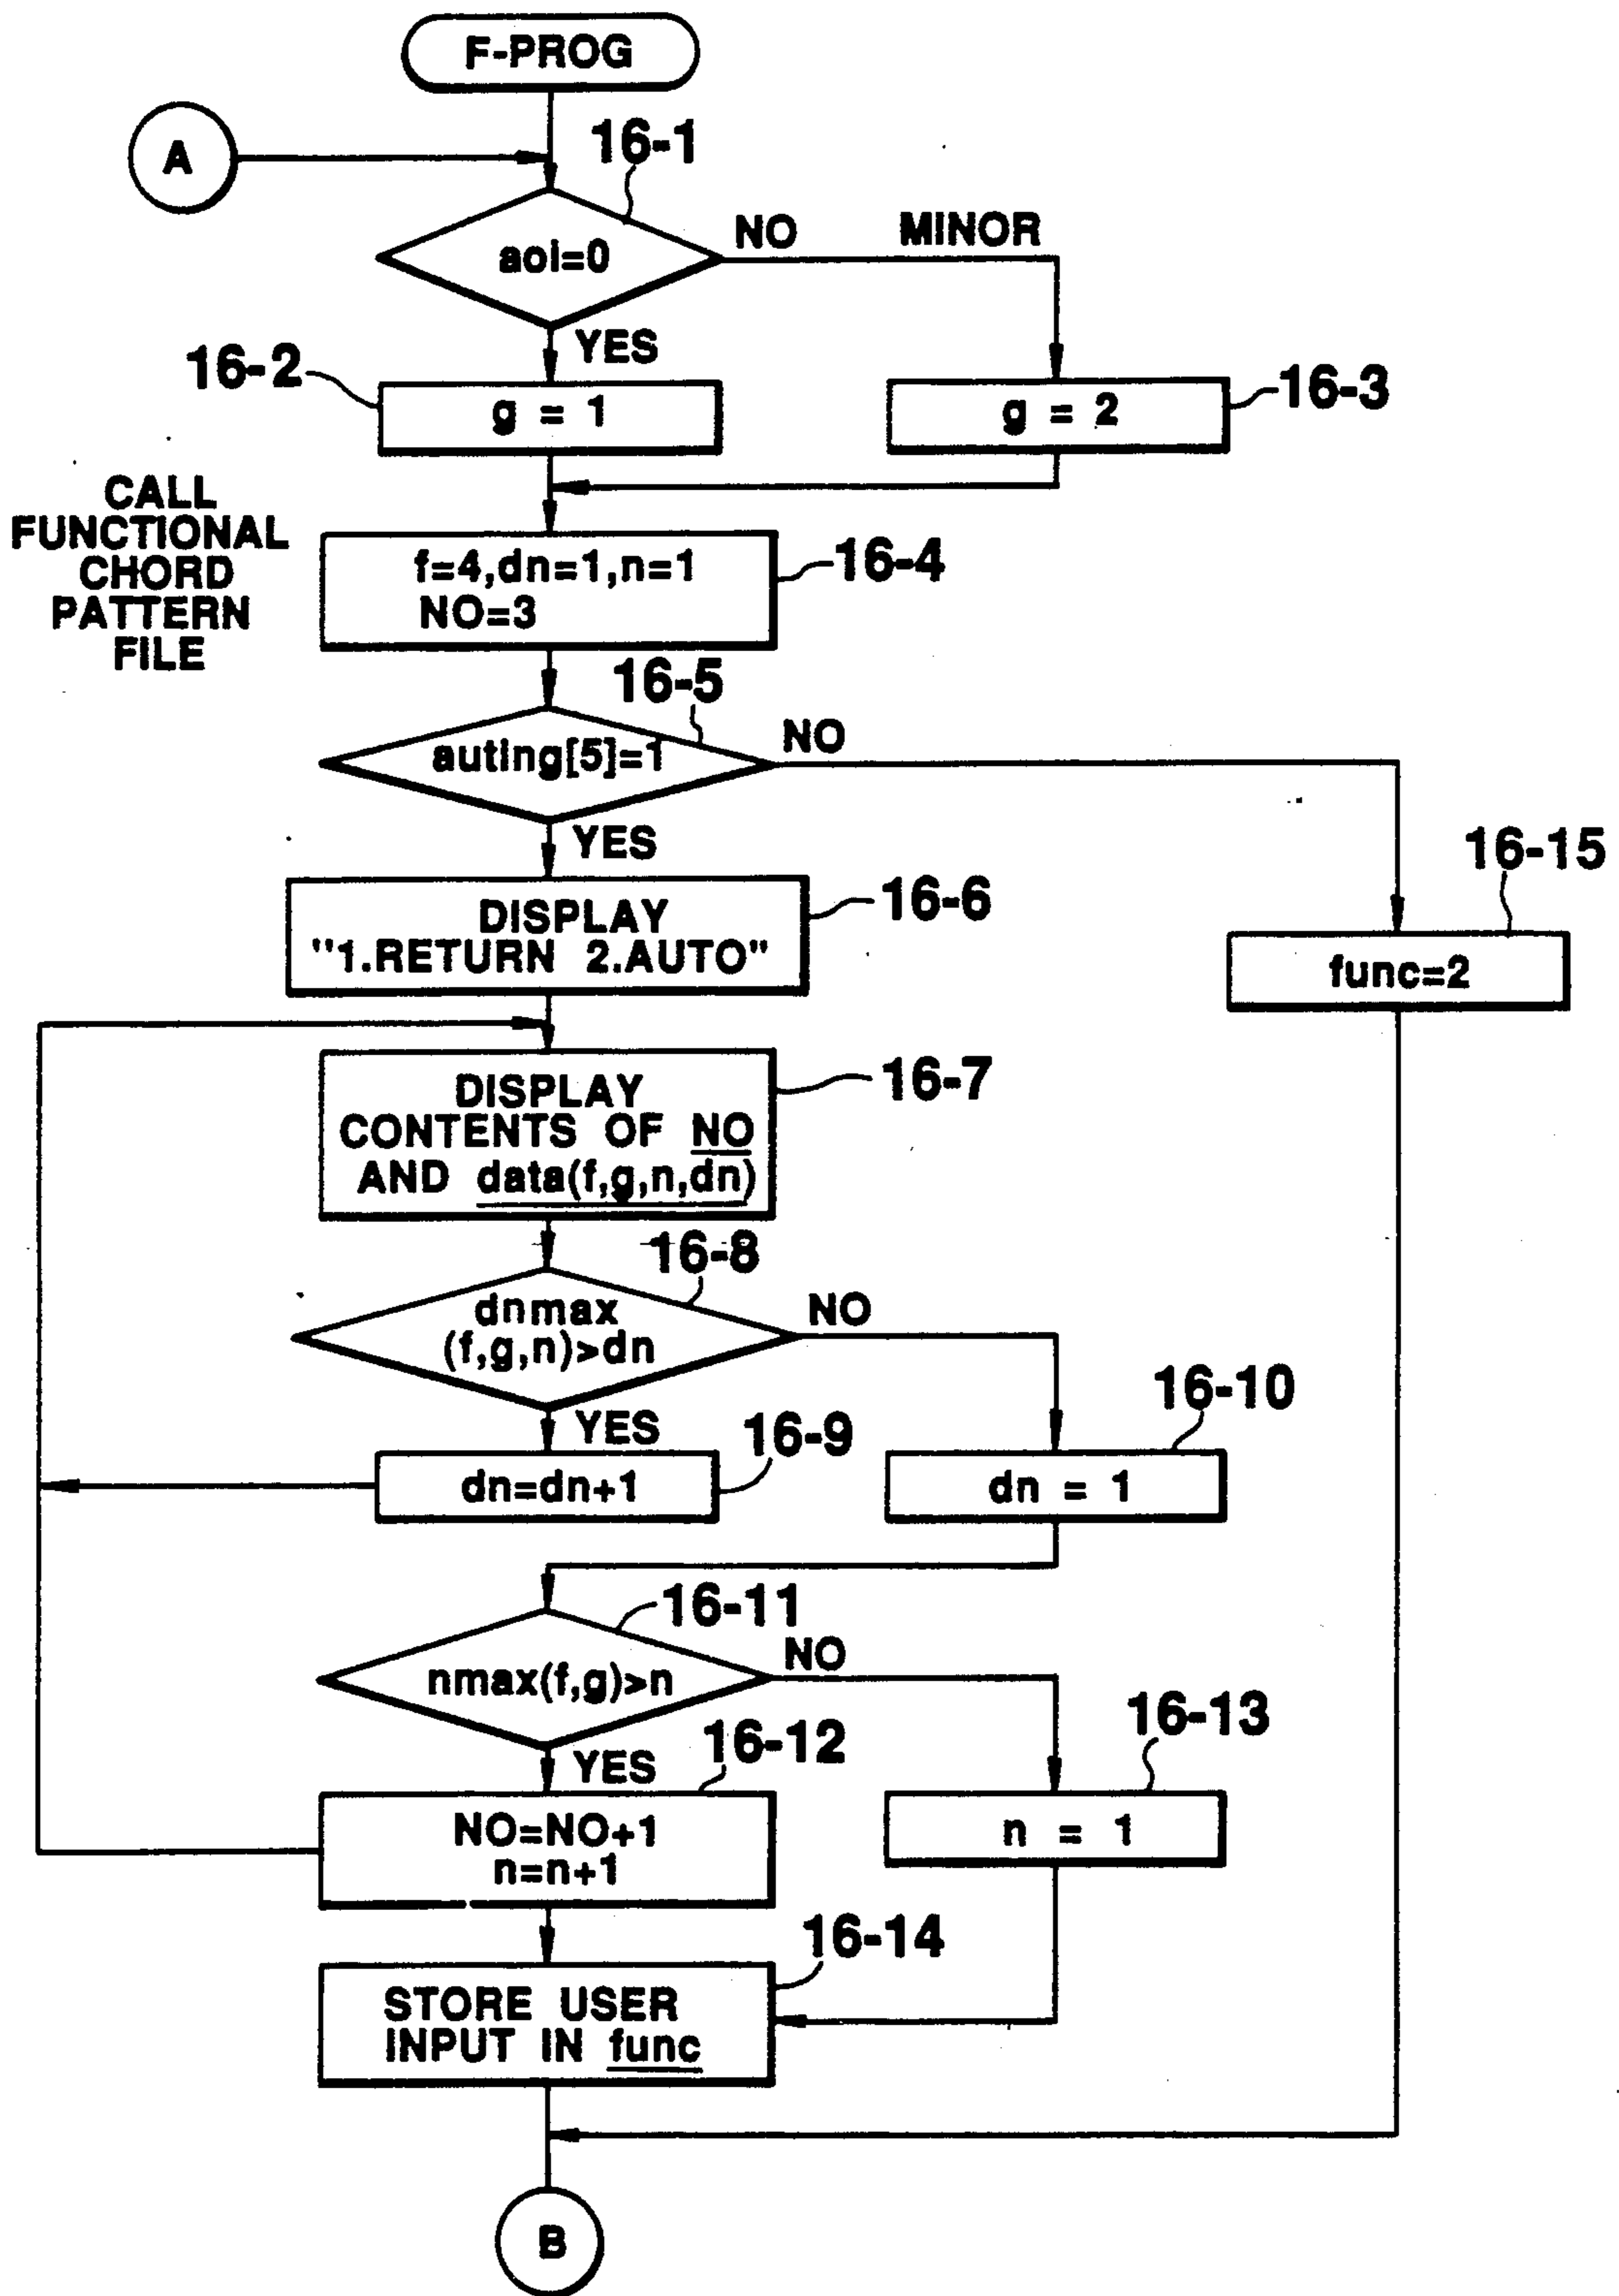 F-PROG
A
16-1
aoi=0
NO
MINOR
YES
16-2
g = 1
g = 2
16-3
CALL
FUNCTIONAL
CHORD
PATTERN
FILE
f=4,dn=1,n=1
NO=3
16-4
16-5
auting[5]=1
NO
YES
16-15
DISPLAY
"1.RETURN 2.AUTO"
16-6
func=2
DISPLAY
CONTENTS OF NO
AND data(f,g,n,dn)
16-7
16-8
dnmax
(f,g,n)>dn
NO
YES
16-9
dn=dn+1
16-10
dn = 1
16-11
nmax(f,g)>n
NO
YES
16-12
NO=NO+1
n=n+1
16-13
n = 1
16-14
STORE USER
INPUT IN func
B